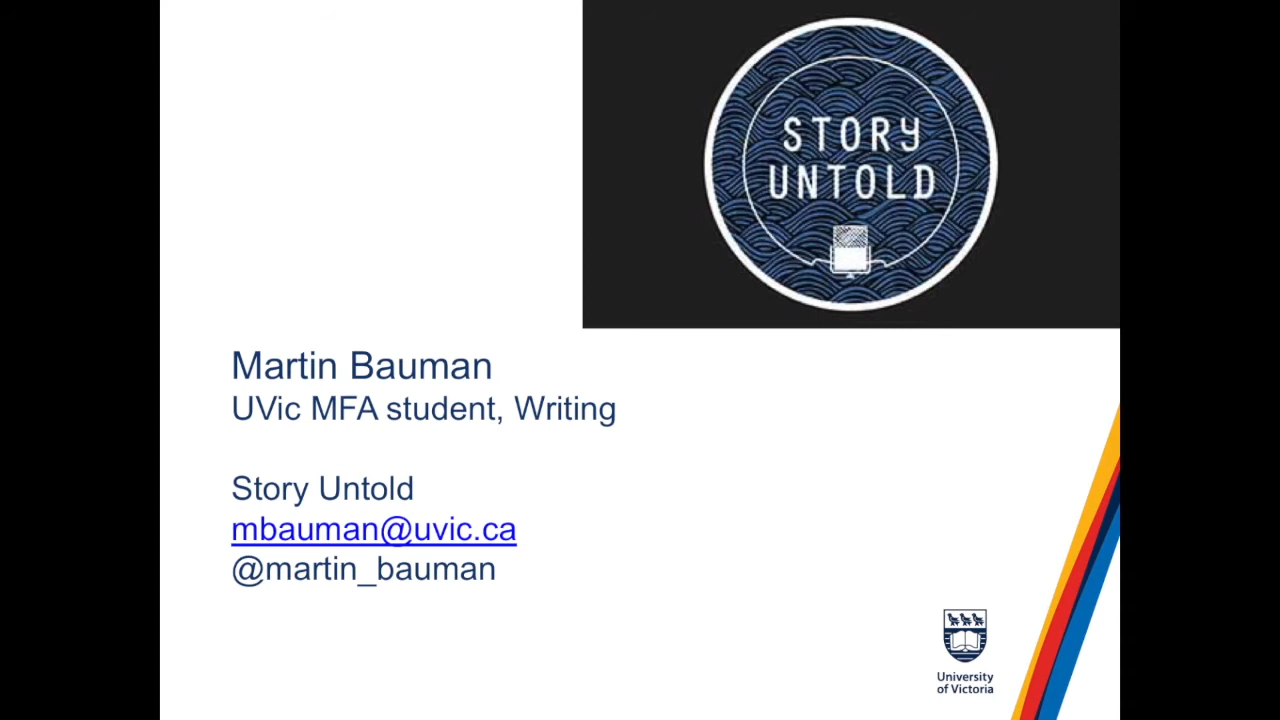 STORY
UNTOLD
Martin Bauman
UVic MFA student, Writing
Story Untold
mbauman@uvic.ca
@martin_bauman
University
of Victoria